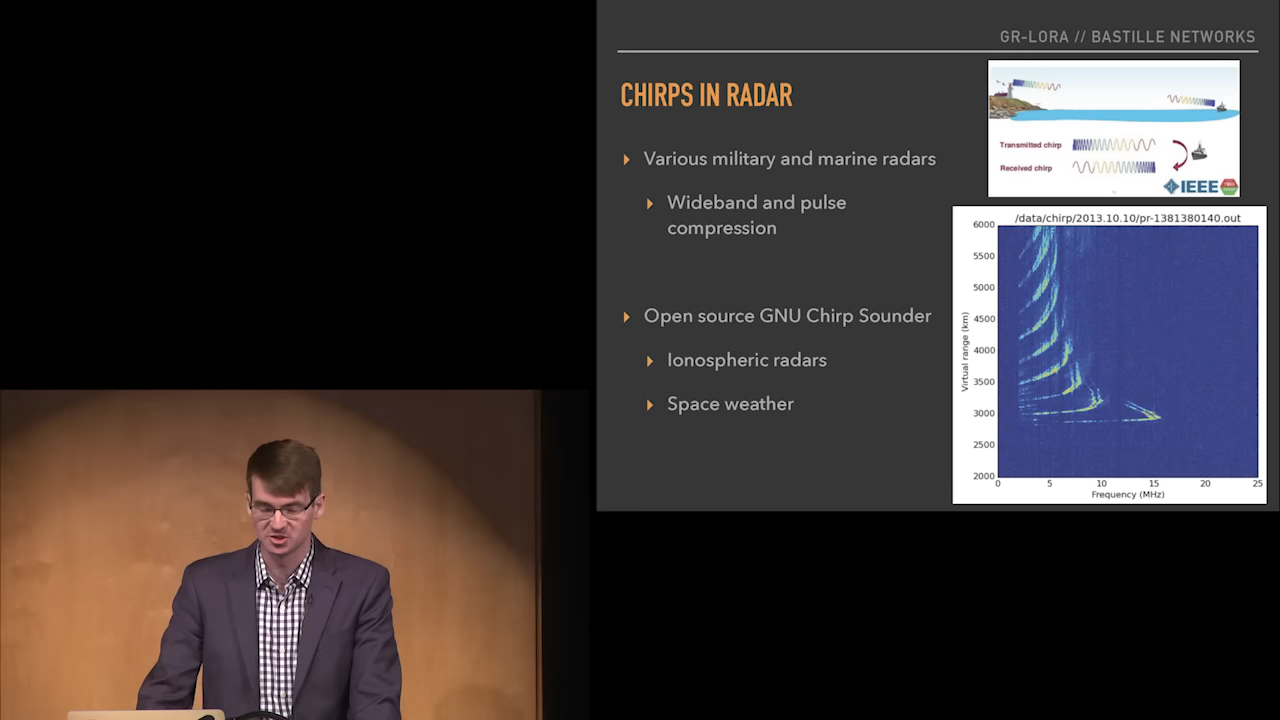 GR-LORA // BASTILLE NETWORKS
CHIRPS IN RADAR
Various military and marine radars
Wideband and pulse
compression
Open source GNU Chirp Sounder
Ionospheric radars
Space weather
Transmitted chirp
Received chirp
IEEE
/data/chirp/2013.10.10/pr-1381380140.out
6000
5500
5000
4500
4000
3500
3000
2500
2000
Virtual range (km)
0 5 10 15 20 25
Frequency (MHz)